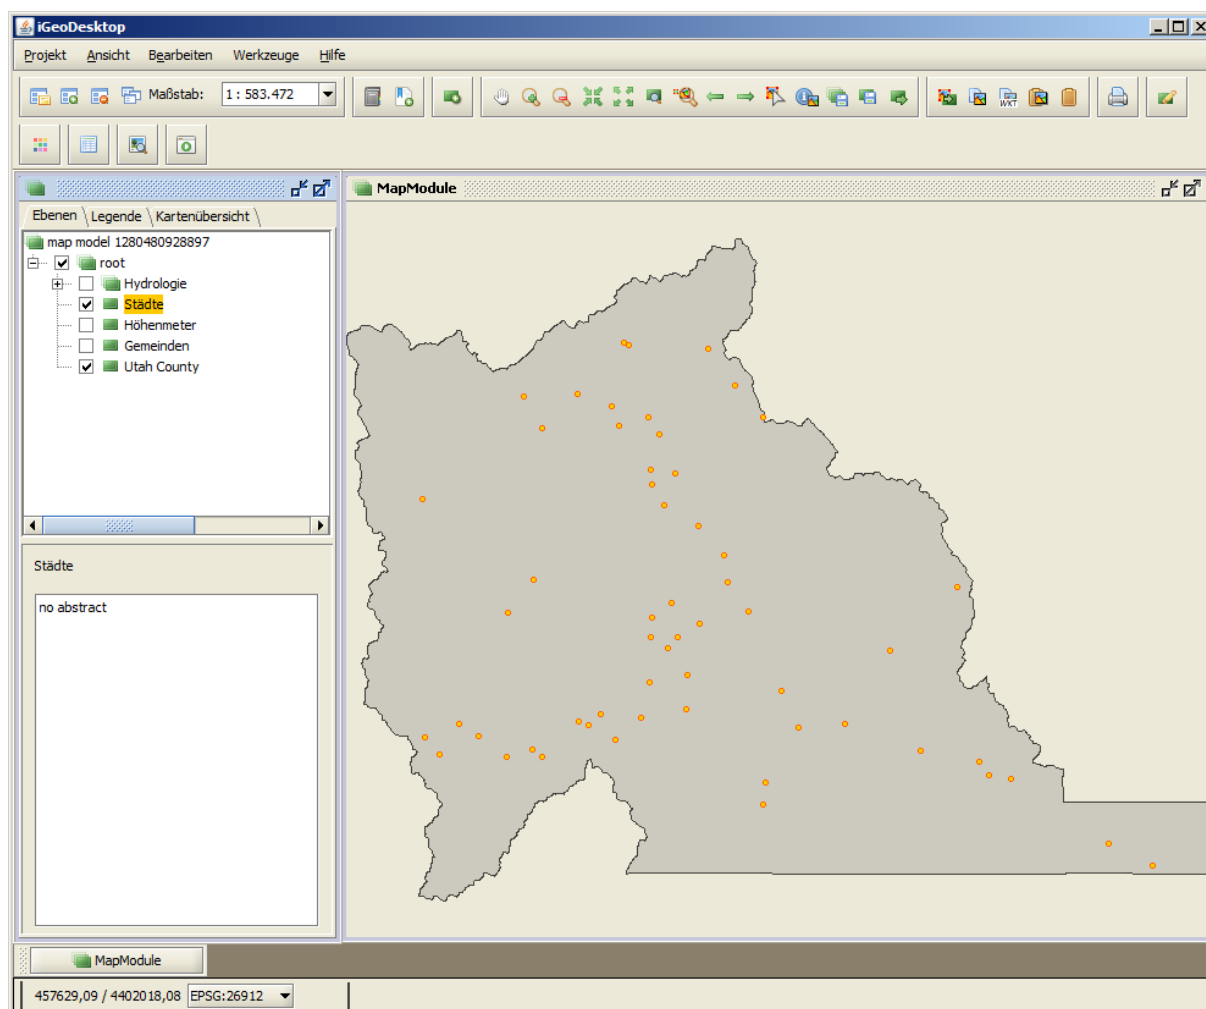 iGeoDesktop
Projekt Ansicht Bearbeiten Werkzeuge Hilfe
Maßstab: 1 : 583.472
WKT
MapModule
Ebenen Legende Kartenübersicht
map model 1280480928897
root
Hydrologie
Städte
Höhenmeter
Gemeinden
Utah County
Städte
no abstract
MapModule
457629,09 / 4402018,08 EPSG:26912